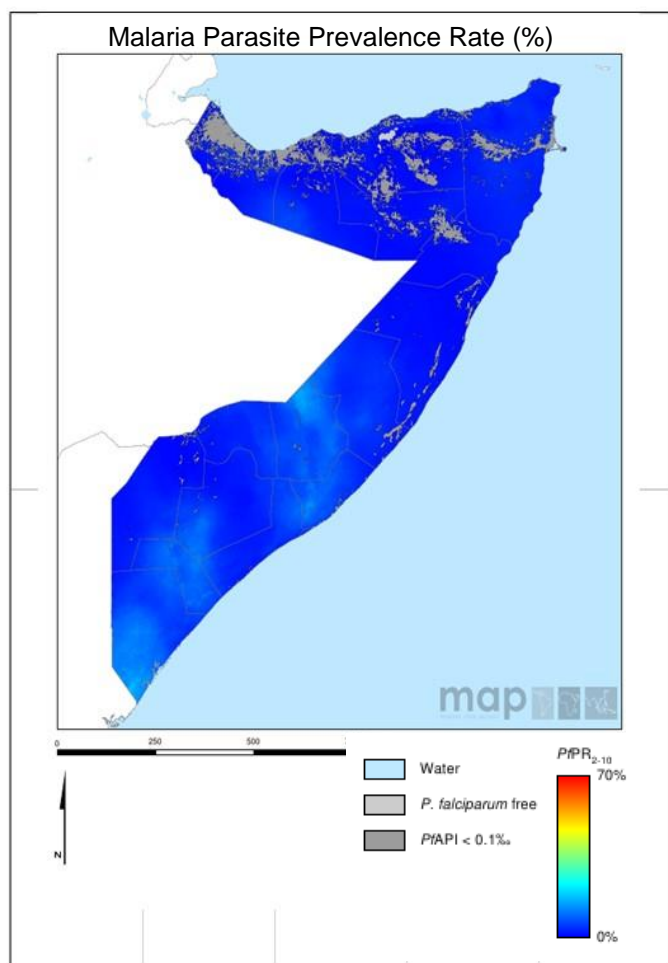 Malaria Parasite Prevalence Rate (%)
map
0 250 500
N
Water
P. falciparum free
PfAPI < 0.1‰
PfPR2-10
70%
0%